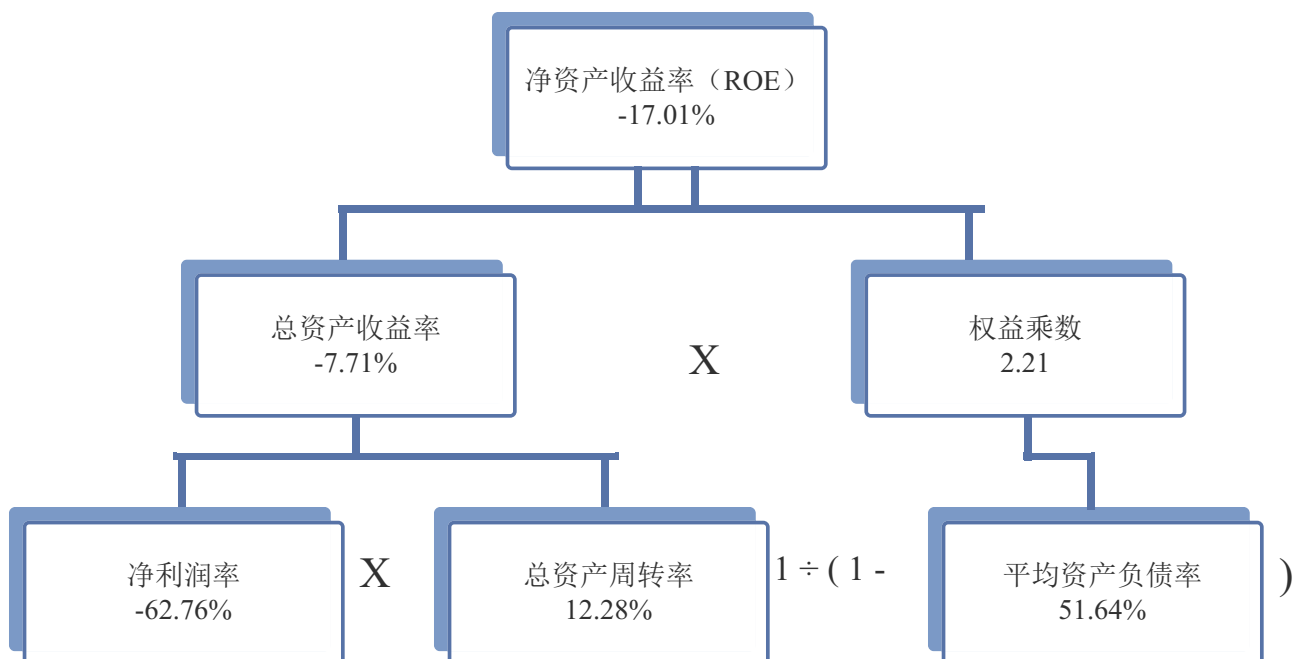 净资产收益率（ROE）
-17.01%
总资产收益率
-7.71%
X
权益乘数
2.21
净利润率
-62.76%
X
总资产周转率
12.28%
1 ÷ ( 1 -
平均资产负债率
51.64%
)